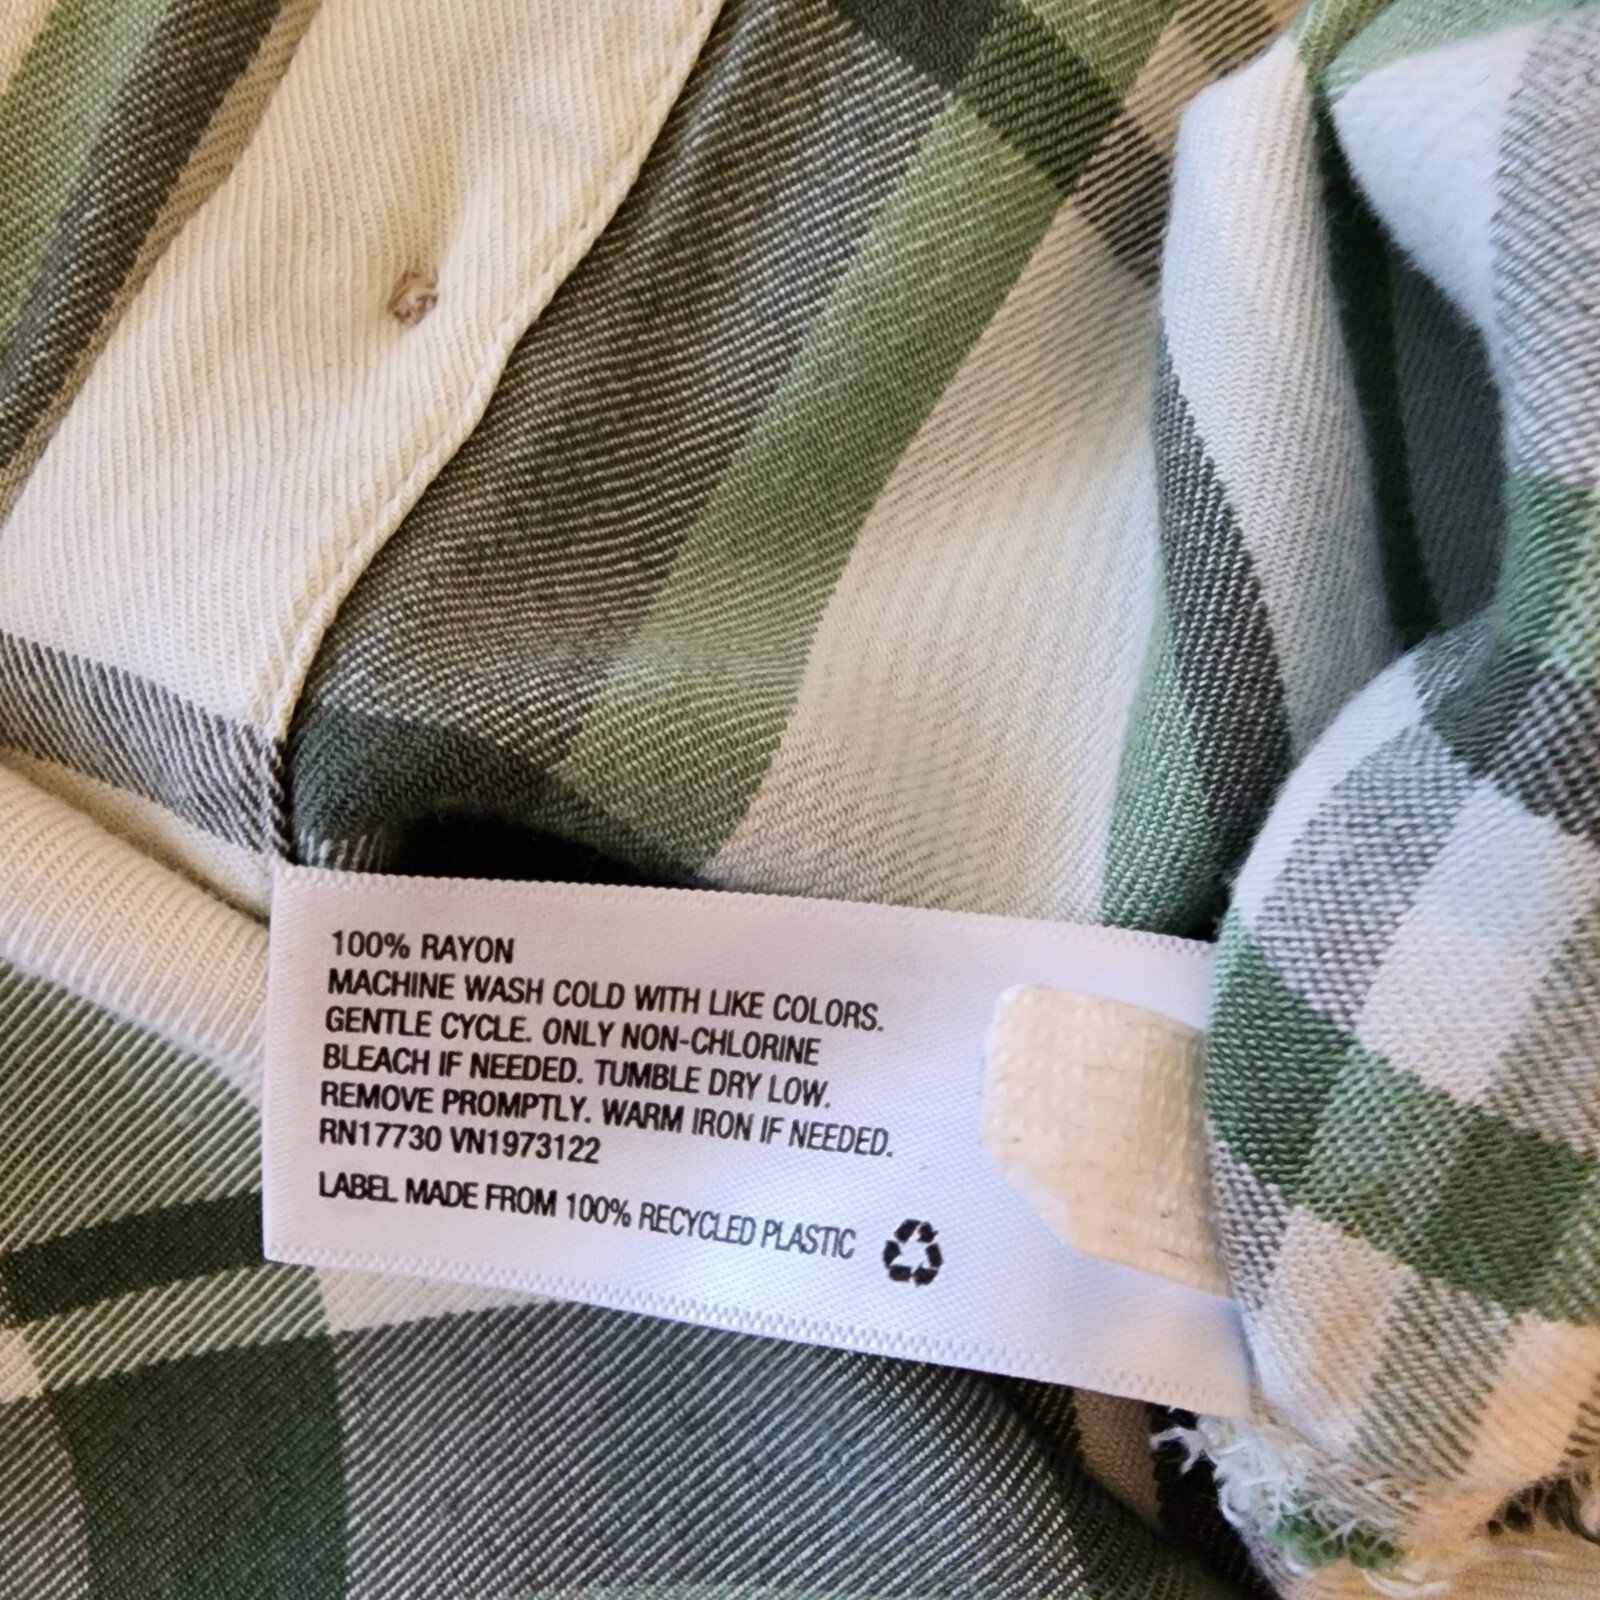 100% RAYON
MACHINE WASH COLD WITH LIKE COLORS.
GENTLE CYCLE. ONLY NON-CHLORINE
BLEACH IF NEEDED. TUMBLE DRY LOW.
REMOVE PROMPTLY. WARM IRON IF NEEDED.
RN17730 VN1973122
LABEL MADE FROM 100% RECYCLED PLASTIC